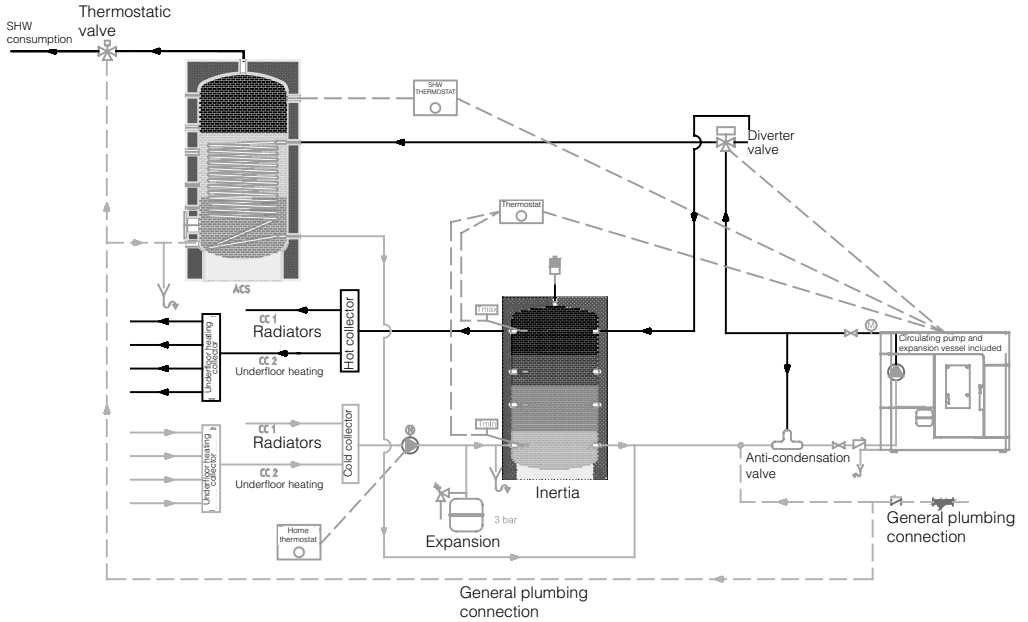 Thermostatic
valve
SHW
consumption
SHW
THERMOSTAT
Diverter
valve
Thermostat
ACS
Tmax
CC 1
Radiators
Hot collector
CC 2
Underfloor heating
Underfloor heating
collector
M
Circulating pump and
expansion vessel included
Tmin
CC 1
Radiators
Cold collector
CC 2
Underfloor heating
Underfloor heating
collector
Anti-condensation
valve
Inertia
3 bar
Expansion
Home
thermostat
General plumbing
connection
General plumbing
connection